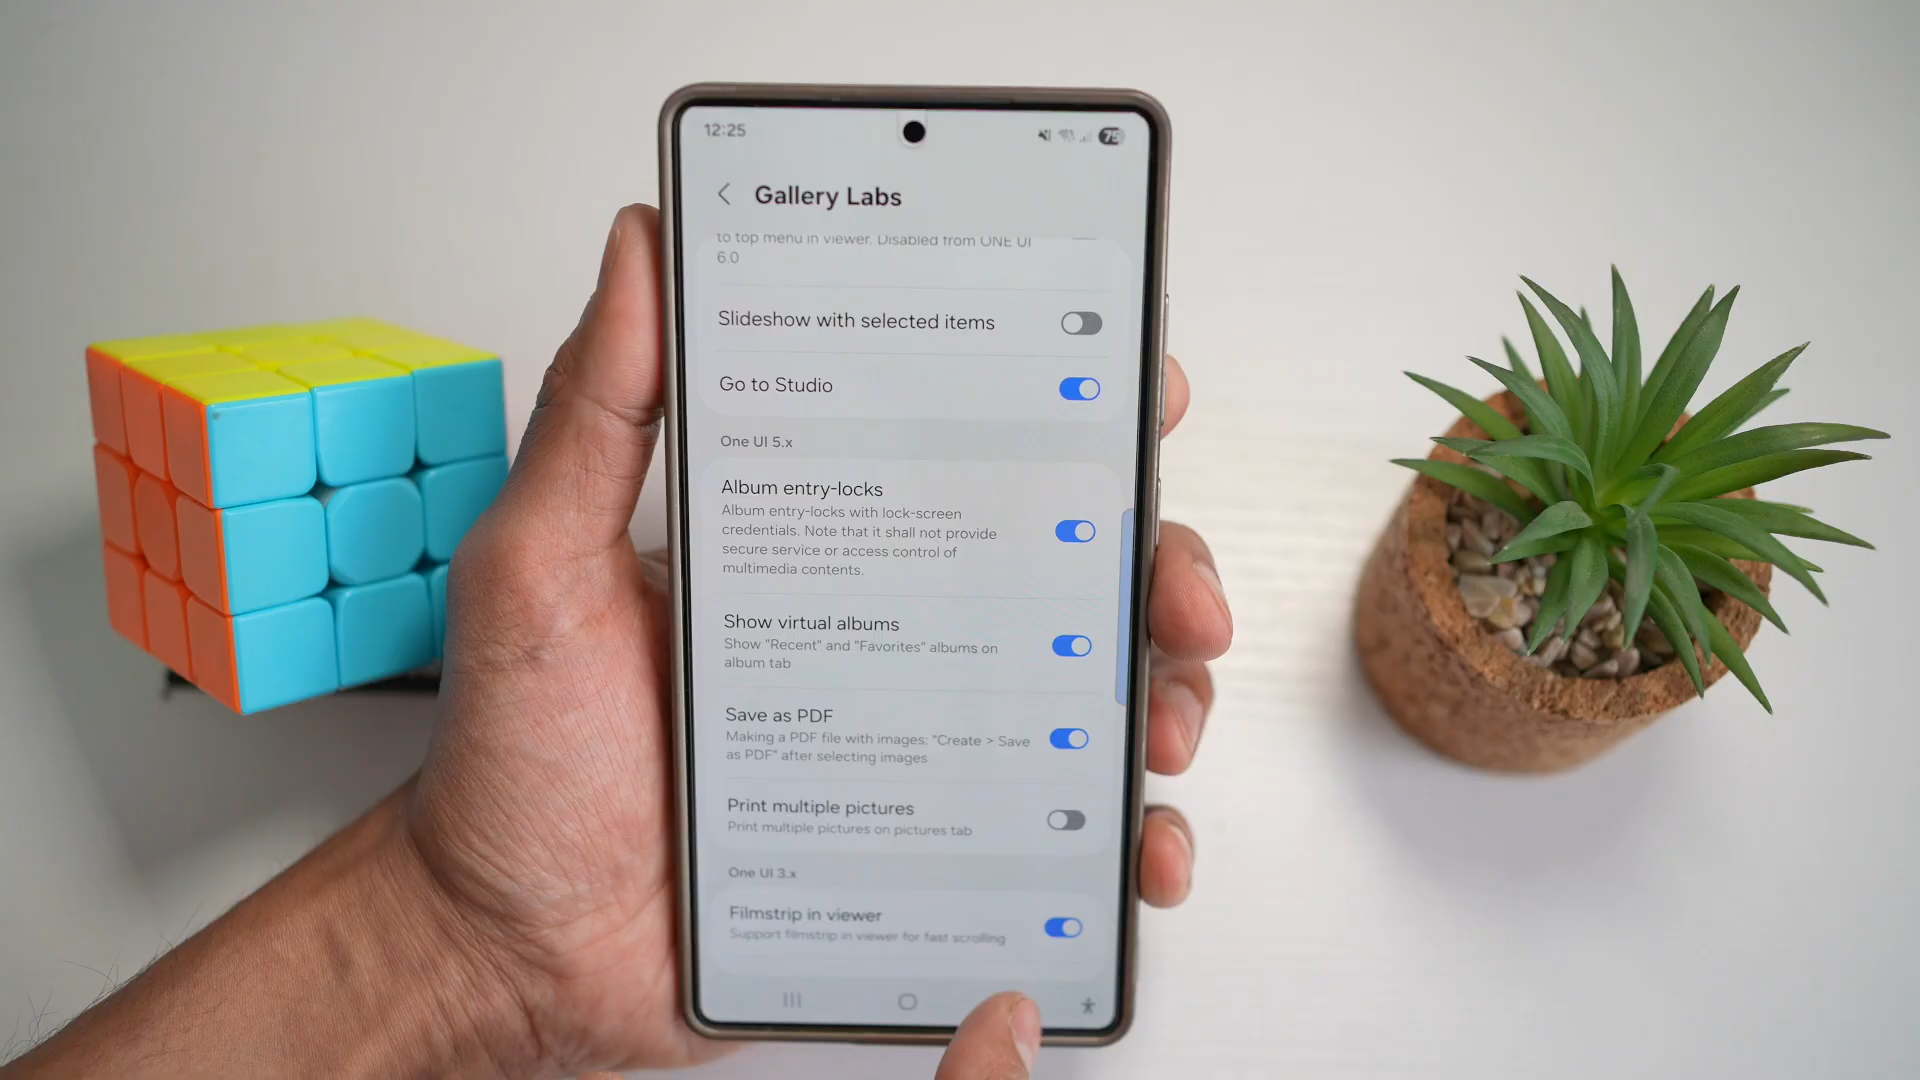 12:25
75
Gallery Labs
to top menu in viewer. Disabled from ONE UI
6.0
Slideshow with selected items
Go to Studio
One UI 5.x
Album entry-locks
Album entry-locks with lock-screen
credentials. Note that it shall not provide
secure service or access control of
multimedia contents.
Show virtual albums
Show "Recent" and "Favorites" albums on
album tab
Save as PDF
Making a PDF file with images: "Create > Save
as PDF" after selecting images
Print multiple pictures
Print multiple pictures on pictures tab
One UI 3.x
Filmstrip in viewer
Support filmstrip in viewer for fast scrolling